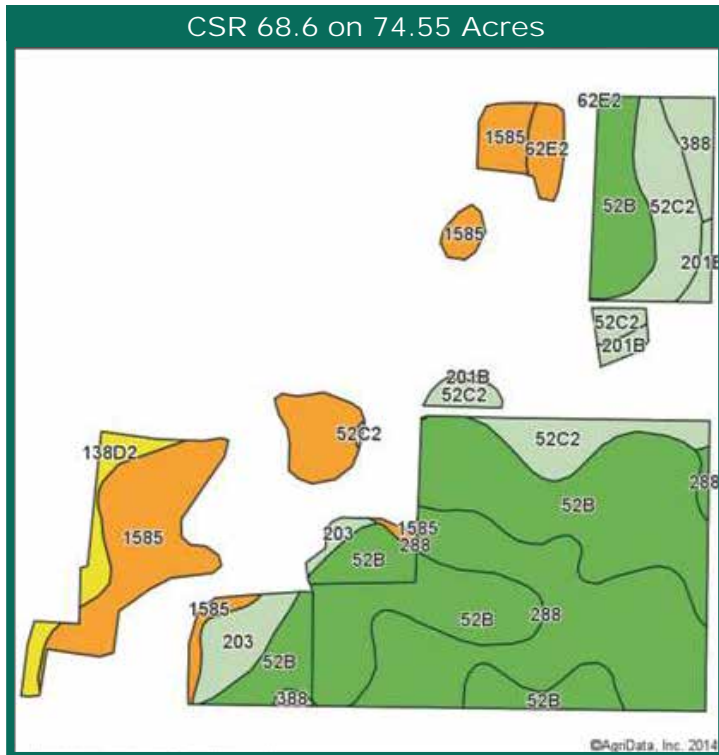 CSR 68.6 on 74.55 Acres
62E2
1585
62E2
388
52B
52C2
1585
201B
52C2
201B
201B
52C2
52C2
52C2
138D2
288
52B
1585
203
1585
288
52B
1585
52B
288
203
52B
388
52B
©AgriData, Inc. 2014